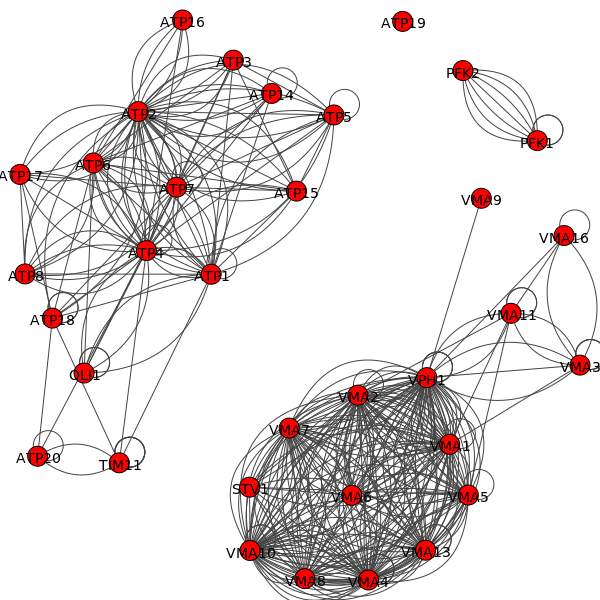 ATP16
ATP19
ATP3
PFK2
ATP14
ATP2
ATP5
PFK1
ATP6
ATP17
ATP7
ATP15
VMA9
VMA16
ATP4
ATP8
ATP1
VMA11
ATP18
VMA3
OLI1
VPH1
VMA2
VMA7
VMA1
ATP20
TIM11
STV1
VMA6
VMA5
VMA10
VMA13
VMA8
VMA4